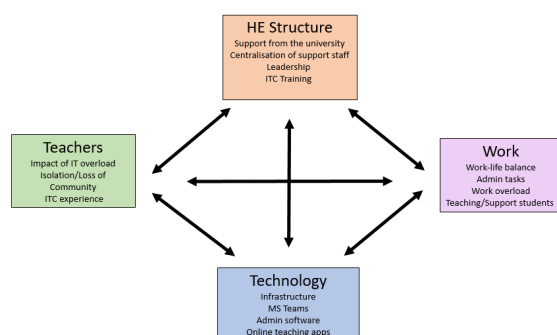 HE Structure
Support from the university
Centralisation of support staff
Leadership
ITC Training
Teachers
Impact of IT overload
Isolation/Loss of
Community
ITC experience
Work
Work-life balance
Admin tasks
Work overload
Teaching/Support students
Technology
Infrastructure
MS Teams
Admin software
Online teaching apps